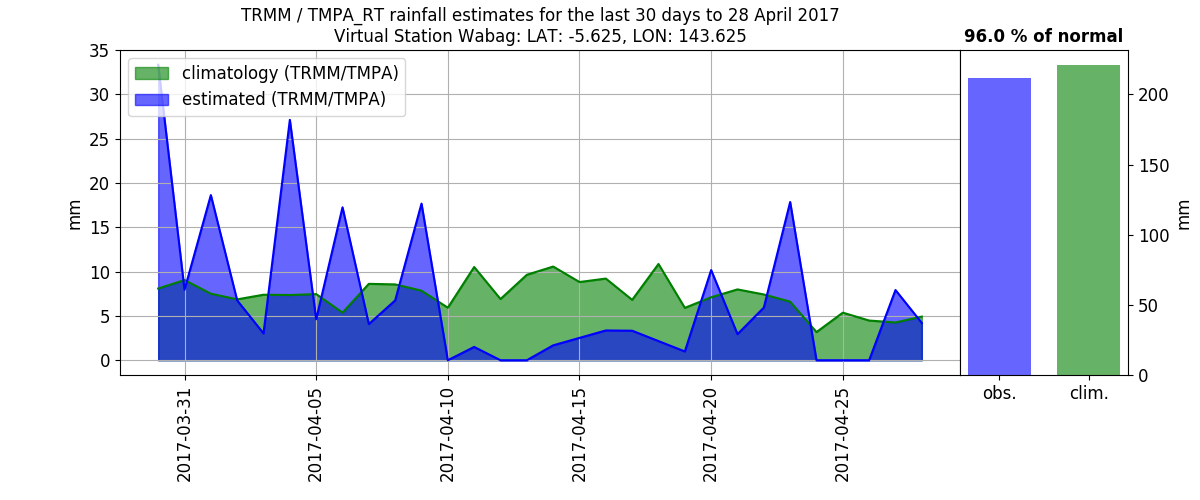 TRMM / TMPA_RT rainfall estimates for the last 30 days to 28 April 2017
Virtual Station Wabag: LAT: -5.625, LON: 143.625
96.0 % of normal
climatology (TRMM/TMPA)
estimated (TRMM/TMPA)
35
30
25
20
15
10
5
0
mm
2017-03-31
2017-04-05
2017-04-10
2017-04-15
2017-04-20
2017-04-25
200
150
100
50
0
mm
obs.
clim.